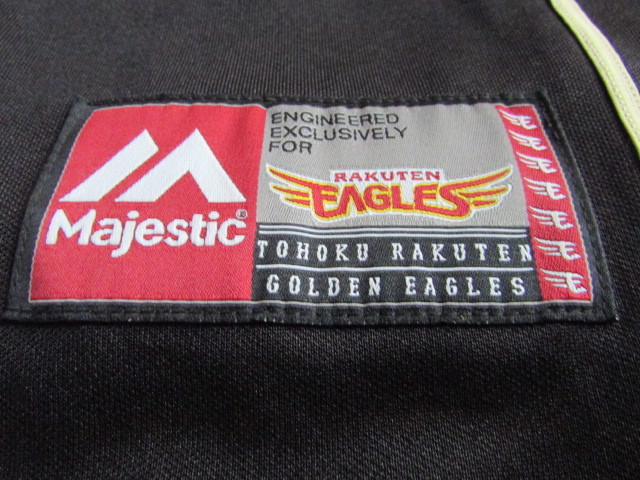 Majestic®
ENGINEERED
EXCLUSIVELY
FOR
RAKUTEN
EAGLES
TOHOKU RAKUTEN
GOLDEN EAGLES
E
E
E
E
E
E
E